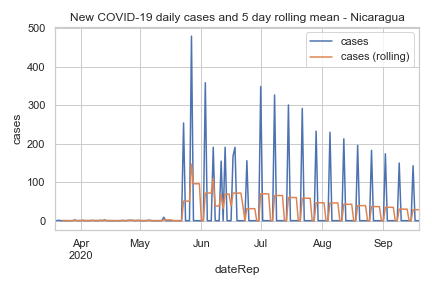 New COVID-19 daily cases and 5 day rolling mean - Nicaragua
cases
cases (rolling)
500
400
300
200
100
0
cases
Apr
2020
May
Jun
Jul
Aug
Sep
dateRep